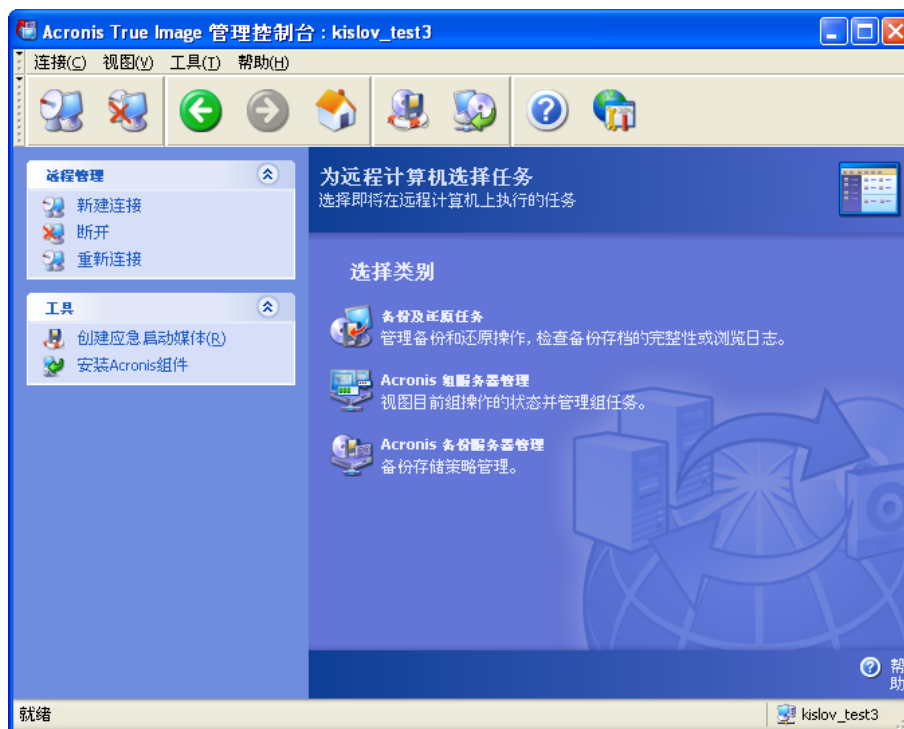 Acronis True Image 管理控制台 : kislov_test3
连接(C) 视图(V) 工具(T) 帮助(H)
远程管理
新建连接
断开
重新连接
工具
创建应急启动媒体(R)
安装Acronis组件
为远程计算机选择任务
选择即将在远程计算机上执行的任务
选择类别
备份及还原任务
管理备份和还原操作, 检查备份存档的完整性或浏览日志。
Acronis 组服务器管理
视图目前组操作的状态并管理组任务。
Acronis 备份服务器管理
备份存储策略管理。
帮
助
就绪
kislov_test3